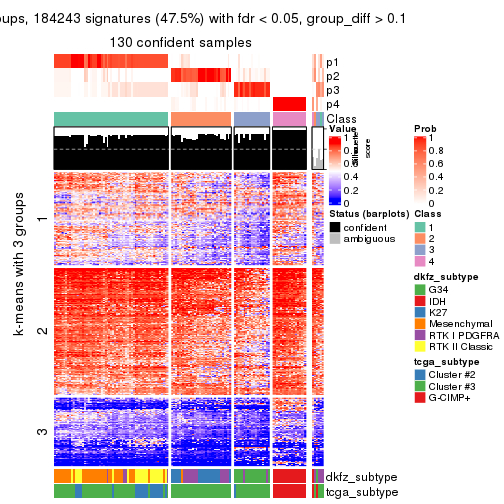 oups, 184243 signatures (47.5%) with fdr < 0.05, group_diff > 0.1
130 confident samples
p1
p2
p3
p4
Class
k-means with 3 groups
1
2
3
Value
1
0.8
0.6
0.4
0.2
0
Silhouette
score
Prob
1
0.8
0.6
0.4
0.2
0
Status (barplots)
confident
ambiguous
Class
1
2
3
4
dkfz_subtype
G34
IDH
K27
Mesenchymal
RTK I PDGFRA
RTK II Classic
tcga_subtype
Cluster #2
Cluster #3
G-CIMP+
dkfz_subtype
tcga_subtype